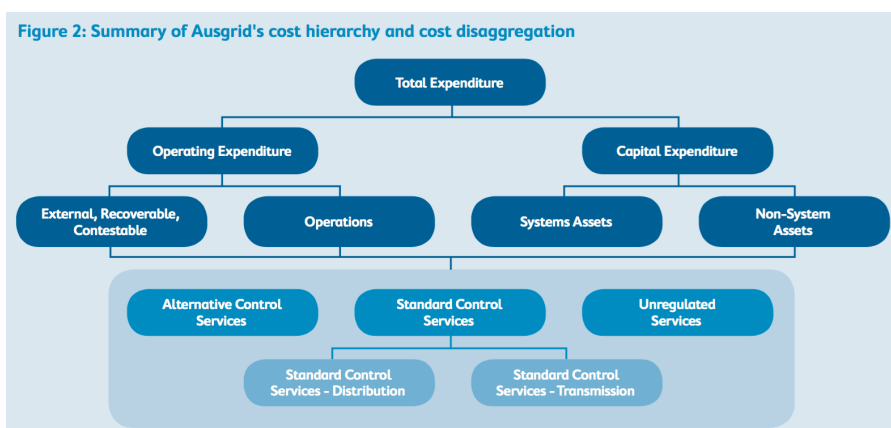 Figure 2: Summary of Ausgrid's cost hierarchy and cost disaggregation
Total Expenditure
Operating Expenditure
Capital Expenditure
External, Recoverable,
Contestable
Operations
Systems Assets
Non-System
Assets
Alternative Control
Services
Standard Control
Services
Unregulated
Services
Standard Control
Services - Distribution
Standard Control
Services - Transmission